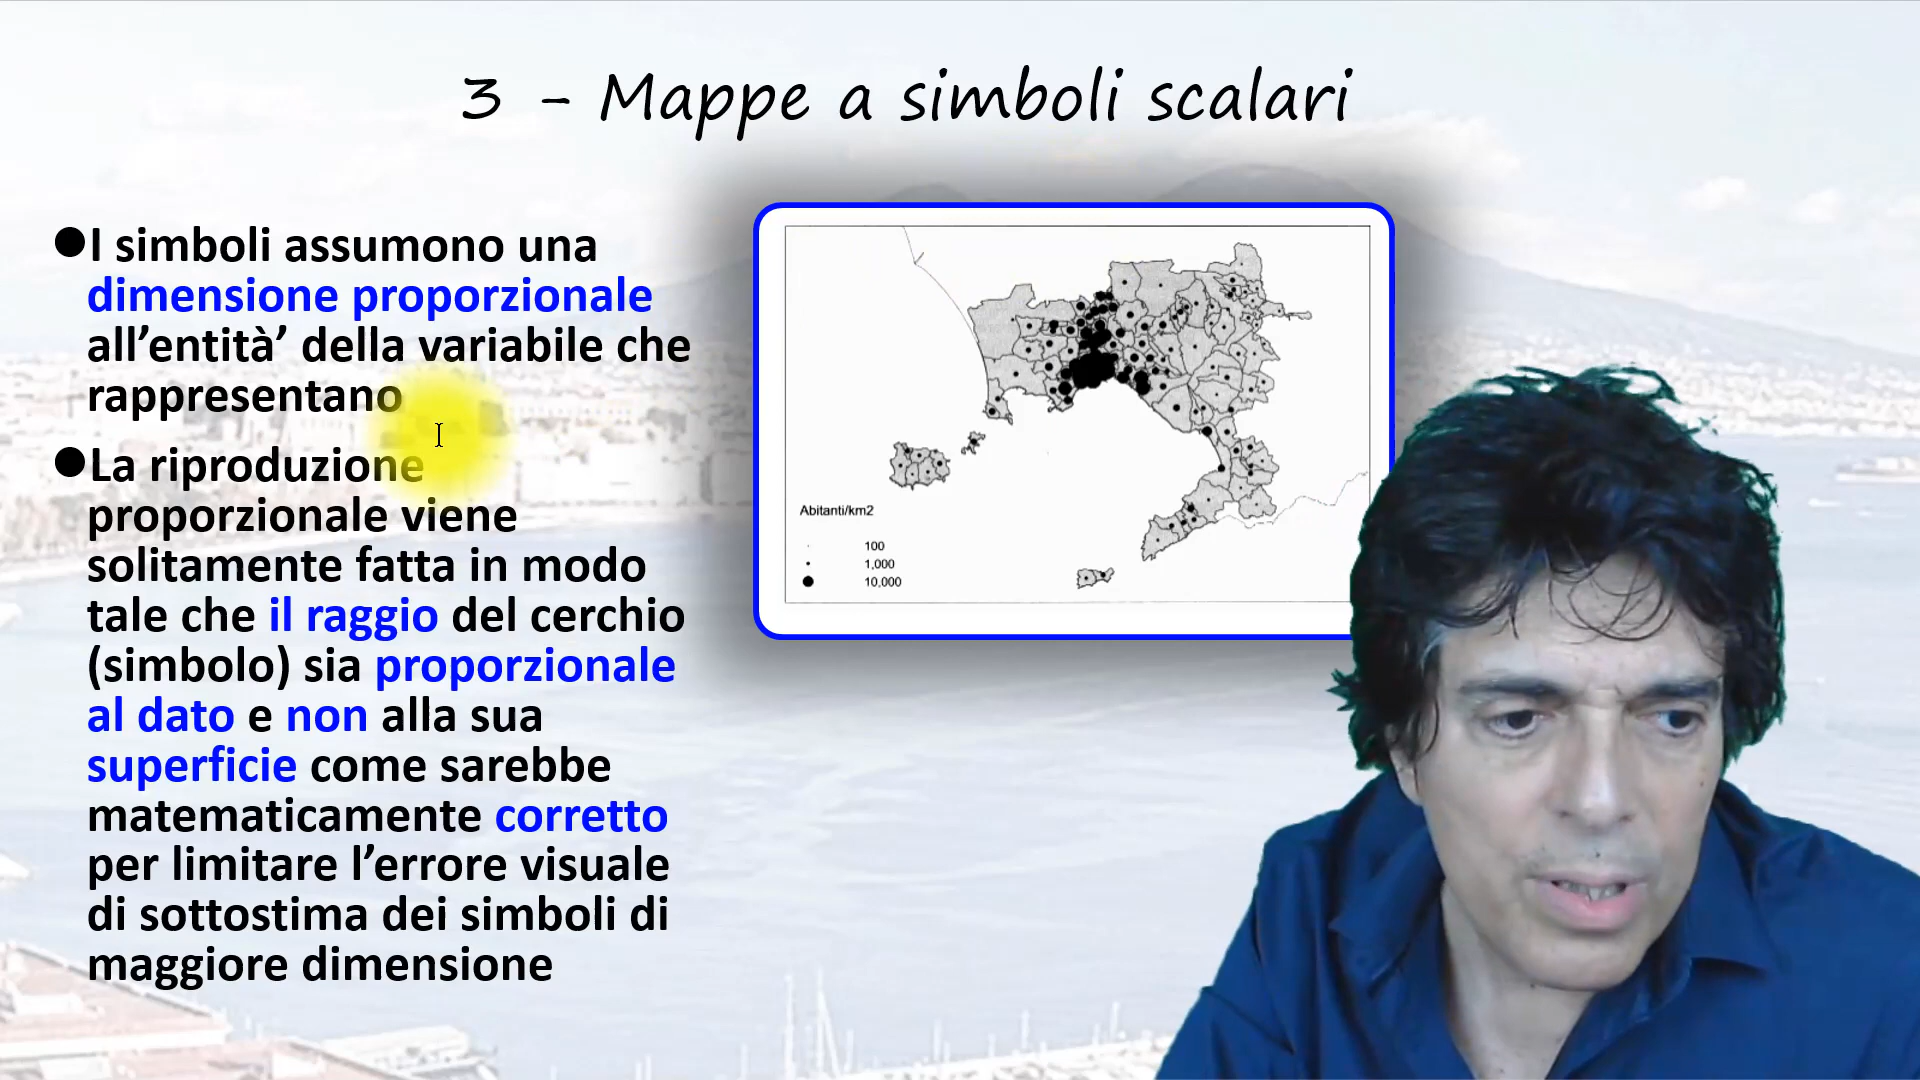 3 - Mappe a simboli scalari
●I simboli assumono una
dimensione proporzionale
all’entità’ della variabile che
rappresentano
●La riproduzione
proporzionale viene
solitamente fatta in modo
tale che il raggio del cerchio
(simbolo) sia proporzionale
al dato e non alla sua
superficie come sarebbe
matematicamente corretto
per limitare l’errore visuale
di sottostima dei simboli di
maggiore dimensione
Abitanti/km2
100
1,000
10,000